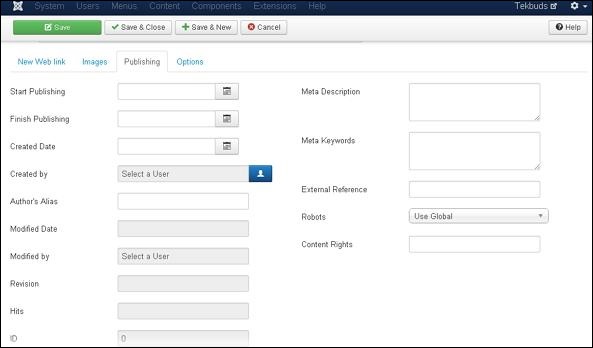 System Users Menus Content Components Extensions Help Tekbuds
Save Save & Close Save & New Cancel Help
New Web link Images Publishing Options
Start Publishing
Finish Publishing
Created Date
Created by Select a User
Author's Alias
Modified Date
Modified by Select a User
Revision
Hits
ID 0
Meta Description
Meta Keywords
External Reference
Robots Use Global
Content Rights